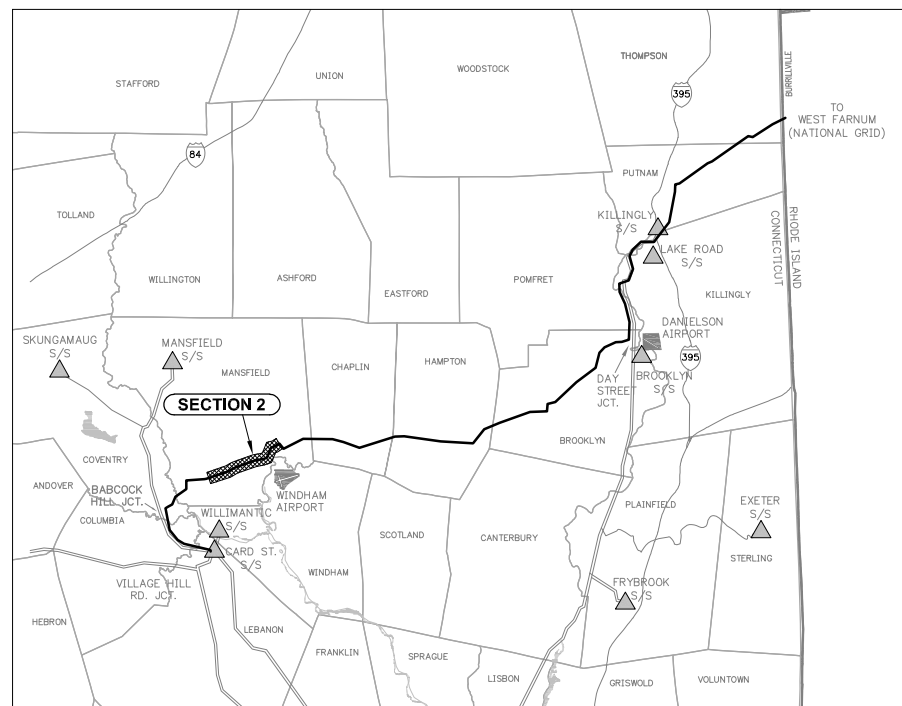 THOMPSON
WOODSTOCK
UNION
STAFFORD
BURRILLVILLE
395
TO
WEST FARNUM
(NATIONAL GRID)
84
PUTNAM
TOLLAND
KILLINGLY
S/S
RHODE ISLAND
CONNECTICUT
LAKE ROAD
S/S
WILLINGTON
ASHFORD
POMFRET
EASTFORD
KILLINGLY
DANIELSON
AIRPORT
SKUNGAMAUG
S/S
MANSFIELD
S/S
MANSFIELD
CHAPLIN
HAMPTON
395
DAY
STREET
JCT.
BROOKLYN
S/S
SECTION 2
BROOKLYN
COVENTRY
ANDOVER
BABCOCK
HILL JCT.
COLUMBIA
WINDHAM
AIRPORT
PLAINFIELD
EXETER
S/S
WILLIMANTIC
S/S
SCOTLAND
CANTERBURY
CARD ST.
S/S
STERLING
WINDHAM
VILLAGE HILL
RD. JCT.
FRYBROOK
S/S
HEBRON
LEBANON
FRANKLIN
SPRAGUE
LISBON
GRISWOLD
VOLUNTOWN